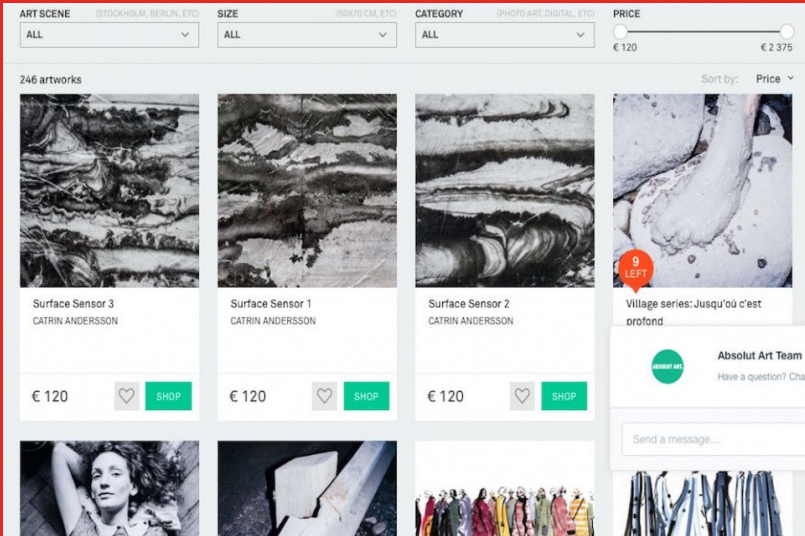 ART SCENE (STOCKHOLM, BERLIN, ETC) SIZE (50X70 CM, ETC) CATEGORY (PHOTO ART, DIGITAL, ETC) PRICE
ALL ALL ALL
€ 120 € 2 375
246 artworks Sort by: Price
9
LEFT
Surface Sensor 3 Surface Sensor 1 Surface Sensor 2 Village series: Jusqu'où c'est
CATRIN ANDERSSON CATRIN ANDERSSON CATRIN ANDERSSON profond
ABSOLUT ART. Absolut Art Team
Have a question? Cha
€ 120 SHOP € 120 SHOP € 120 SHOP
Send a message...